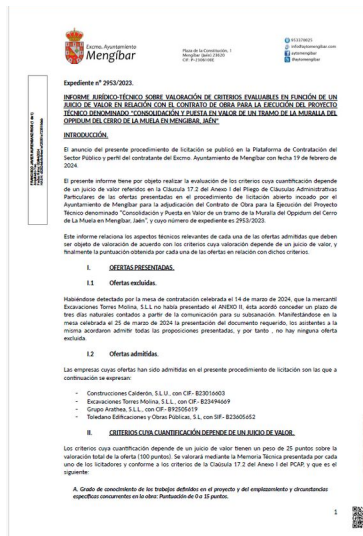 Excmo. Ayuntamiento
Mengíbar
Plaza de la Constitución, 1
Mengíbar (Jaén) 23620
CIF. P-2306100E
953370025
info@aytomengibar.com
aytomengibar
@aytomengibar
Expediente nº 2953/2023.
INFORME JURÍDICO-TÉCNICO SOBRE VALORACIÓN DE CRITERIOS EVALUABLES EN FUNCIÓN DE UN
JUICIO DE VALOR EN RELACIÓN CON EL CONTRATO DE OBRA PARA LA EJECUCIÓN DEL PROYECTO
TÉCNICO DENOMINADO "CONSOLIDACIÓN Y PUESTA EN VALOR DE UN TRAMO DE LA MURALLA DEL
OPPIDUM DEL CERRO DE LA MUELA EN MENGIBAR, JAÉN"
INTRODUCCIÓN.
El anuncio del presente procedimiento de licitación se publicó en la Plataforma de Contratación del
Sector Público y perfil del contratante del Excmo. Ayuntamiento de Mengíbar con fecha 19 de febrero de
2024.
El presente informe tiene por objeto realizar la evaluación de los criterios cuya cuantificación depende
de un juicio de valor referidos en la Cláusula 17.2 del Anexo I del Pliego de Cláusulas Administrativas
Particulares de las ofertas presentadas en el procedimiento de licitación abierto incoado por el
Ayuntamiento de Mengíbar para la adjudicación del Contrato de Obra para la Ejecución del Proyecto
Técnico denominado "Consolidación y Puesta en Valor de un tramo de la Muralla del Oppidum del Cerro
de La Muela en Mengibar, Jaén", y cuyo número de expediente es 2953/2023.
Este informe relaciona los aspectos técnicos relevantes de cada una de las ofertas admitidas que deben
ser objeto de valoración de acuerdo con los criterios cuya valoración depende de un juicio de valor, y
finalmente la puntuación obtenida por cada una de las ofertas en relación con dichos criterios.
I. OFERTAS PRESENTADAS.
I.1 Ofertas excluidas.
Habiéndose detectado por la mesa de contratación celebrada el 14 de marzo de 2024, que la mercantil
Excavaciones Torres Molina, S.L.L no había presentado el ANEXO II, ésta acordó conceder un plazo de
tres días naturales contados a partir de la comunicación para su subsanación. Manifestándose en la
mesa celebrada el 25 de marzo de 2024 la presentación del documento requerido, los asistentes a la
misma acordaron admitir todas las proposiciones presentadas, y por tanto , no hay ninguna oferta
excluida.
I.2 Ofertas admitidas.
Las empresas cuyas ofertas han sido admitidas en el procedimiento de licitación son las que a
continuación se expresan:
- Construcciones Calderón, S.L.U., con CIF.- B23016603
- Excavaciones Torres Molina, S.L.L., con CIF.- B23494669
- Grupo Arathea, S.L.L., con CIF.- B92505619
- Toledano Edificaciones y Obras Públicas, S.L, con SIF.- B23605652
II. CRITERIOS CUYA CUANTIFICACIÓN DEPENDE DE UN JUICIO DE VALOR.
Los criterios cuya cuantificación depende de un juicio de valor tienen un peso de 25 puntos sobre la
valoración total de la oferta (100 puntos). Se valorará mediante la Memoria Técnica presentada por cada
uno de los licitadores y conforme a los criterios de la Claúsula 17.2 del Anexo I del PCAP, y que es el
siguiente:
A. Grado de conocimiento de los trabajos definidos en el proyecto y del emplazamiento y circunstancias
específicas concurrentes en la obra: Puntuación de 0 a 15 puntos.
1